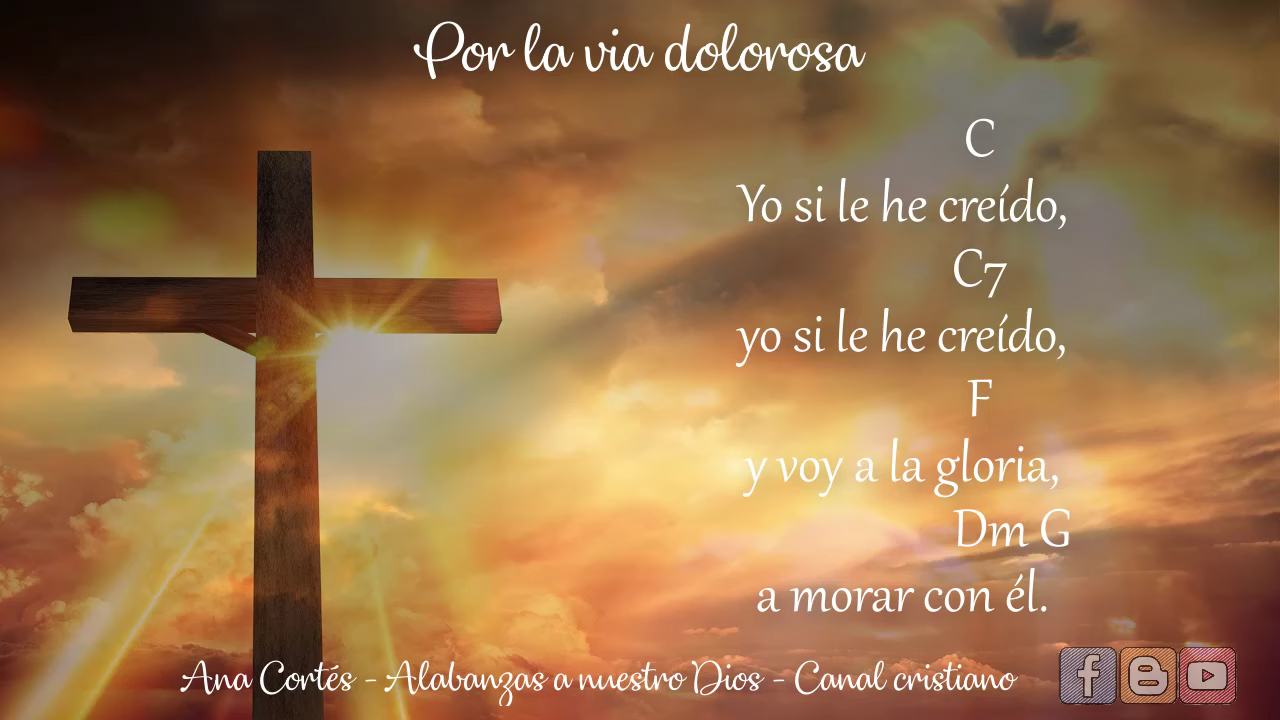 Por la via dolorosa
C
Yo si le he creído,
C7
yo si le he creído,
F
y voy a la gloria,
Dm G
a morar con él.
Ana Cortés - Alabanzas a nuestro Dios - Canal cristiano